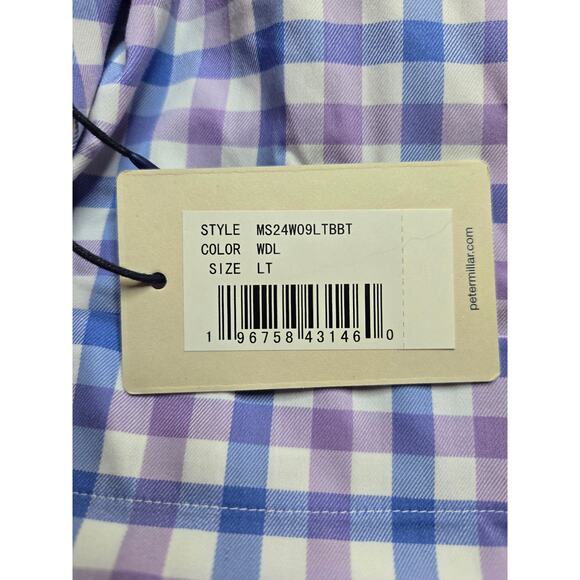 STYLE MS24W09LTBBT
COLOR WDL
SIZE LT
1 96758 43146 0
petermillar.com